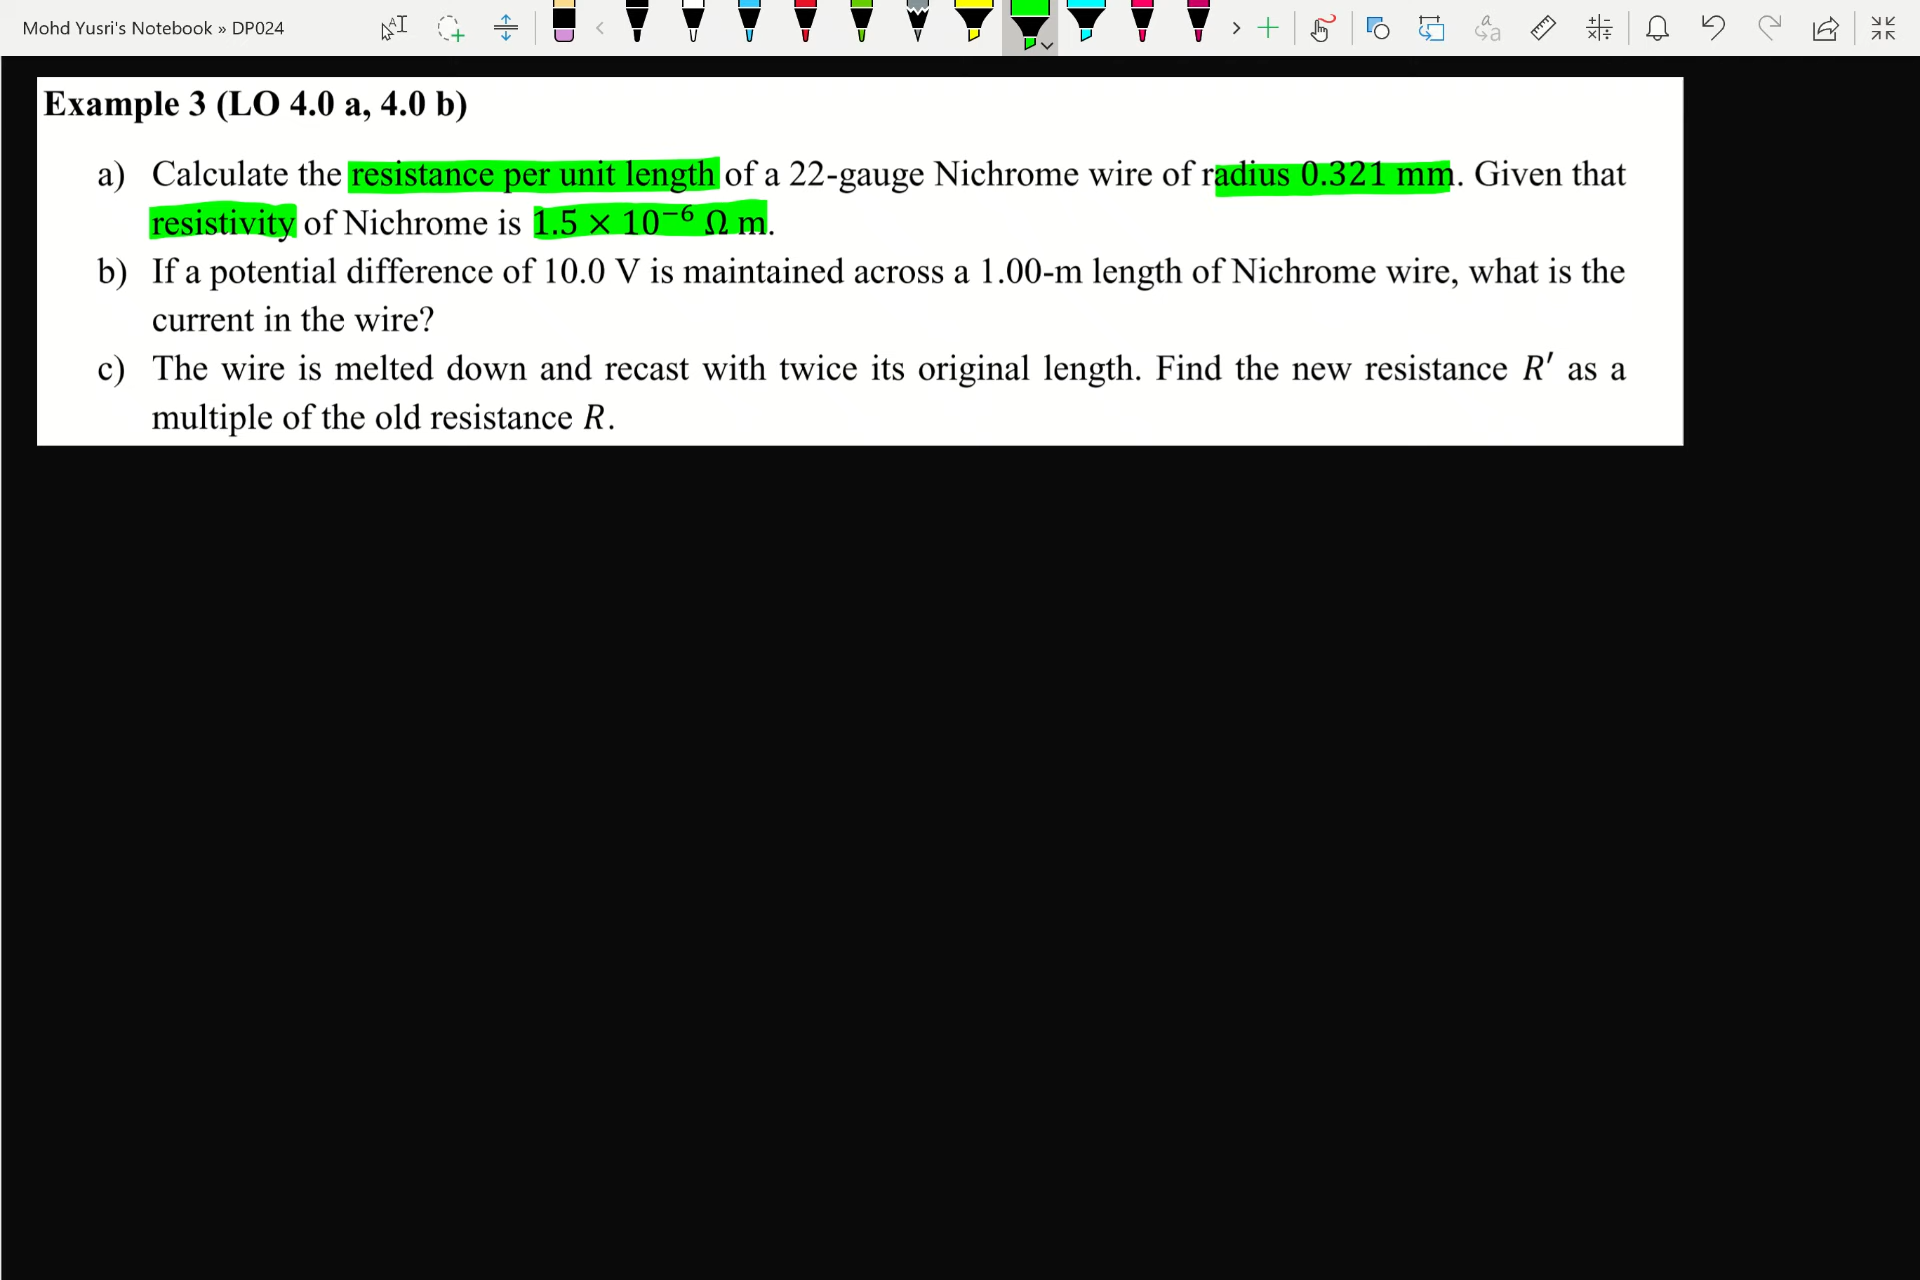 Mohd Yusri's Notebook » DP024
Example 3 (LO 4.0 a, 4.0 b)
a) Calculate the resistance per unit length of a 22-gauge Nichrome wire of radius 0.321 mm. Given that
resistivity of Nichrome is 1.5 × 10⁻⁶ Ω m.
b) If a potential difference of 10.0 V is maintained across a 1.00-m length of Nichrome wire, what is the
current in the wire?
c) The wire is melted down and recast with twice its original length. Find the new resistance R′ as a
multiple of the old resistance R.